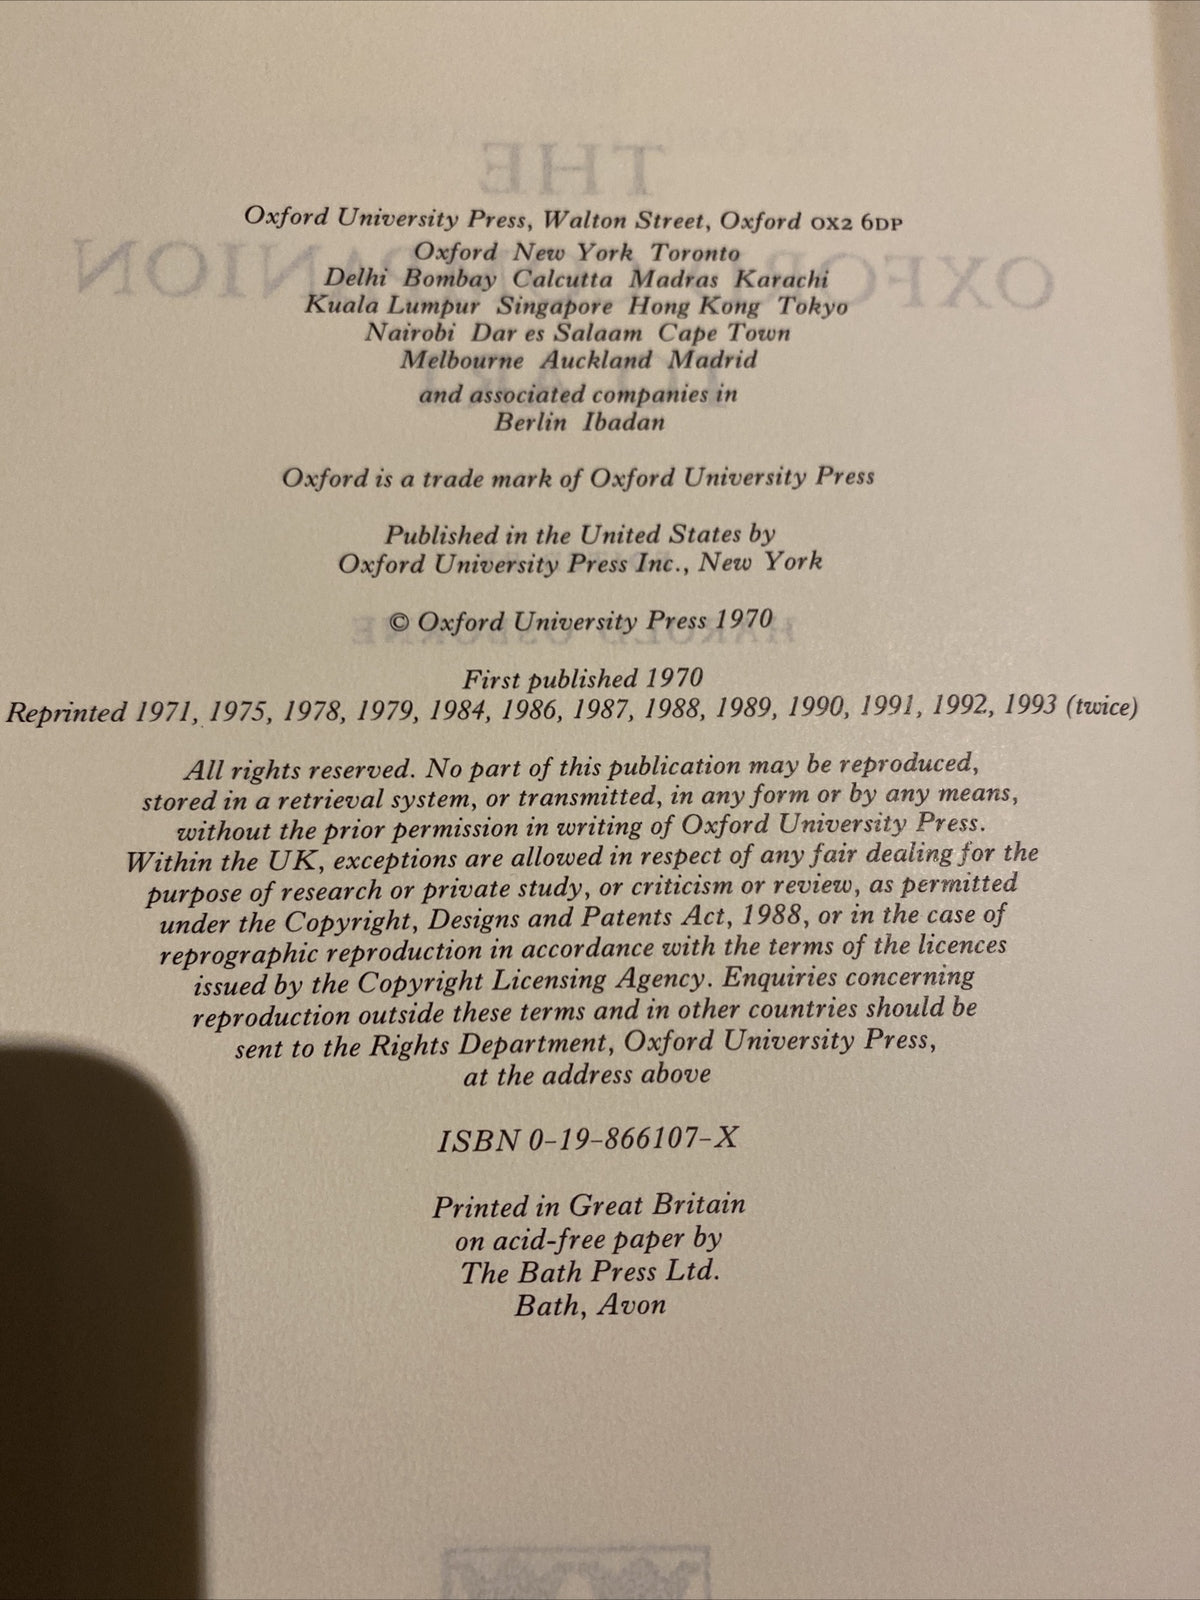 Oxford University Press, Walton Street, Oxford OX2 6DP
Oxford New York Toronto
Delhi Bombay Calcutta Madras Karachi
Kuala Lumpur Singapore Hong Kong Tokyo
Nairobi Dar es Salaam Cape Town
Melbourne Auckland Madrid
and associated companies in
Berlin Ibadan
Oxford is a trade mark of Oxford University Press
Published in the United States by
Oxford University Press Inc., New York
© Oxford University Press 1970
First published 1970
Reprinted 1971, 1975, 1978, 1979, 1984, 1986, 1987, 1988, 1989, 1990, 1991, 1992, 1993 (twice)
All rights reserved. No part of this publication may be reproduced,
stored in a retrieval system, or transmitted, in any form or by any means,
without the prior permission in writing of Oxford University Press.
Within the UK, exceptions are allowed in respect of any fair dealing for the
purpose of research or private study, or criticism or review, as permitted
under the Copyright, Designs and Patents Act, 1988, or in the case of
reprographic reproduction in accordance with the terms of the licences
issued by the Copyright Licensing Agency. Enquiries concerning
reproduction outside these terms and in other countries should be
sent to the Rights Department, Oxford University Press,
at the address above
ISBN 0-19-866107-X
Printed in Great Britain
on acid-free paper by
The Bath Press Ltd.
Bath, Avon